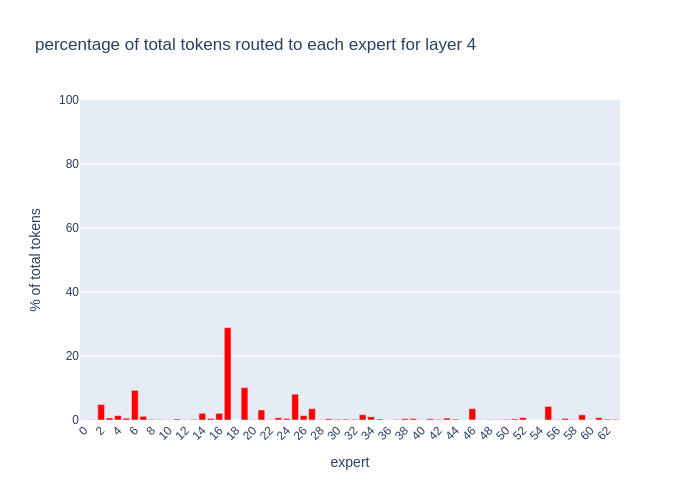 percentage of total tokens routed to each expert for layer 4
100
80
60
40
20
0
% of total tokens
0 2 4 6 8 10 12 14 16 18 20 22 24 26 28 30 32 34 36 38 40 42 44 46 48 50 52 54 56 58 60 62
expert